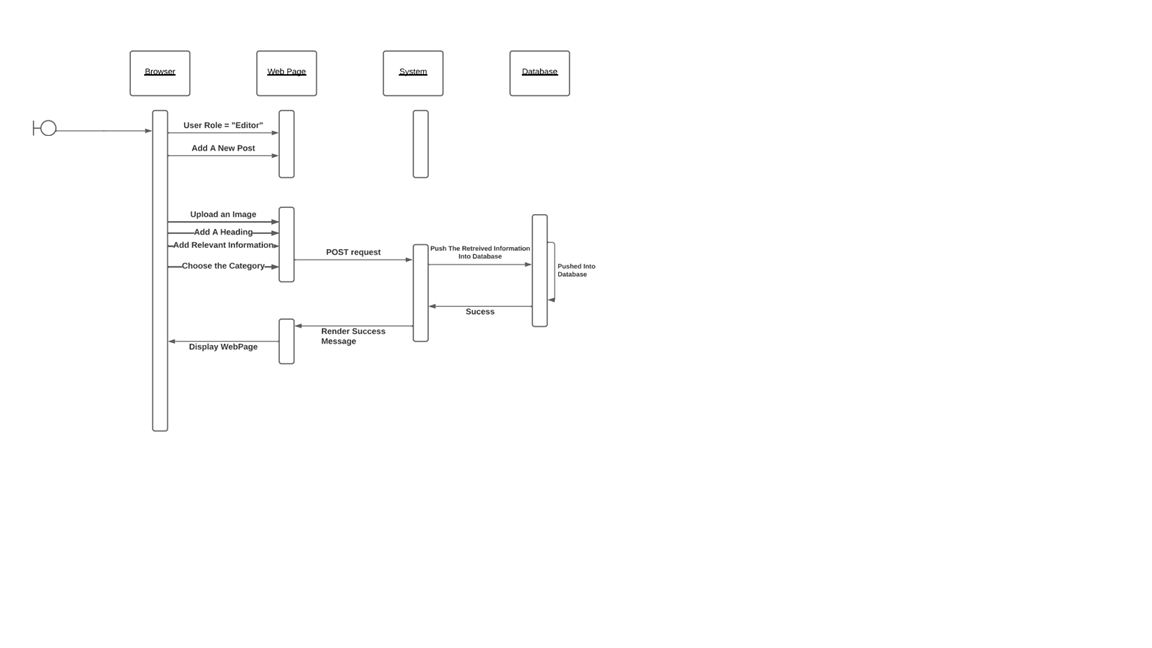 Browser
Web Page
System
Database
User Role = "Editor"
Add A New Post
Upload an Image
Add A Heading
Add Relevant Information
Choose the Category
POST request
Push The Retreived Information
Into Database
Pushed Into
Database
Sucess
Render Success
Message
Display WebPage